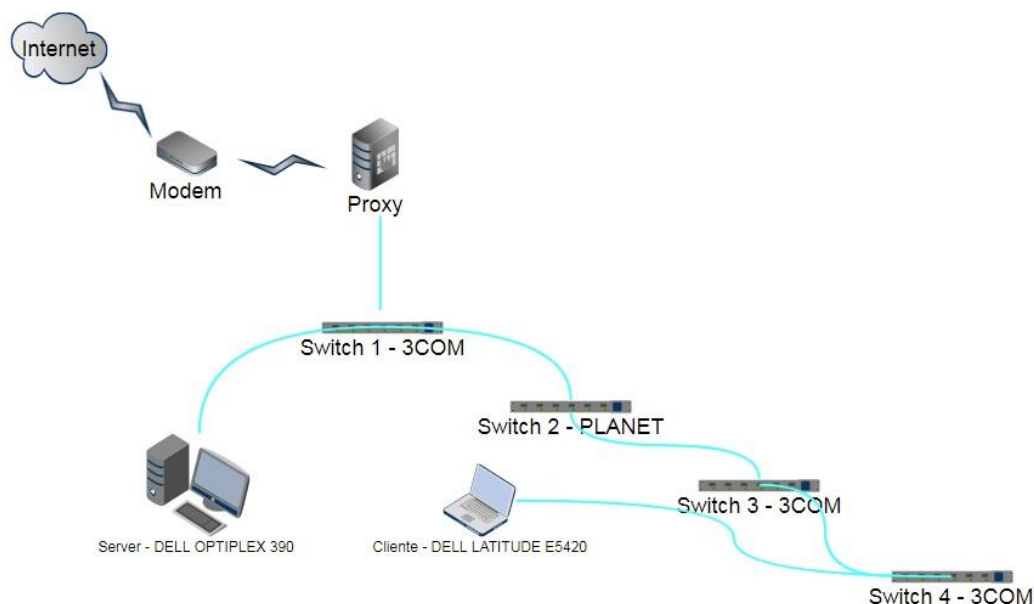 Internet
Modem
Proxy
Switch 1 - 3COM
Switch 2 - PLANET
Switch 3 - 3COM
Server - DELL OPTIPLEX 390
Cliente - DELL LATITUDE E5420
Switch 4 - 3COM